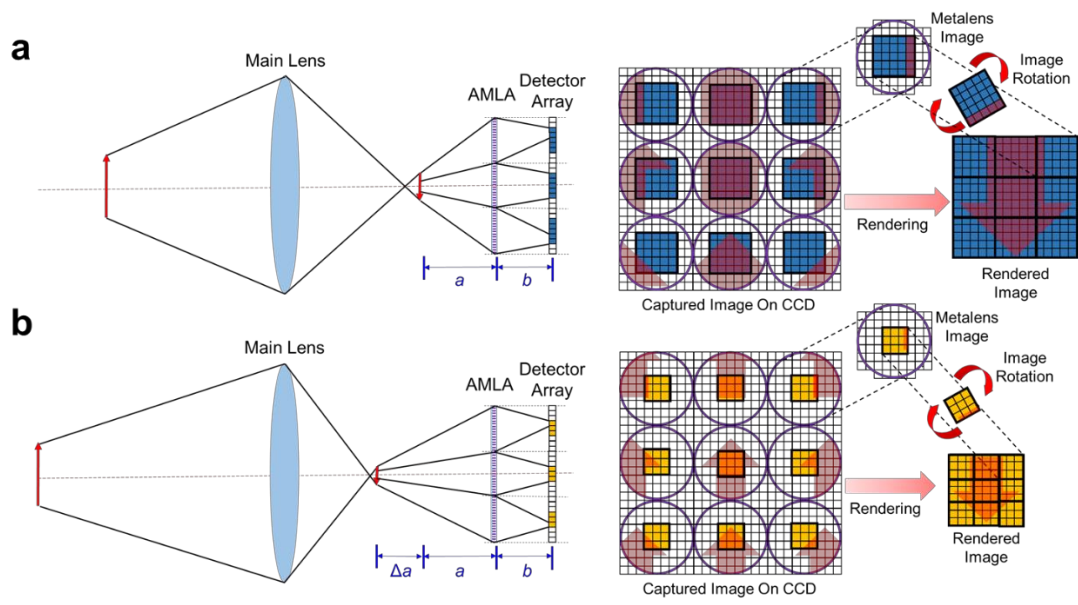 a
Main Lens
AMLA
Detector
Array
a
b
Captured Image On CCD
Metalens
Image
Image
Rotation
Rendering
Rendered
Image
b
Main Lens
AMLA
Detector
Array
Δa
a
b
Captured Image On CCD
Metalens
Image
Image
Rotation
Rendering
Rendered
Image